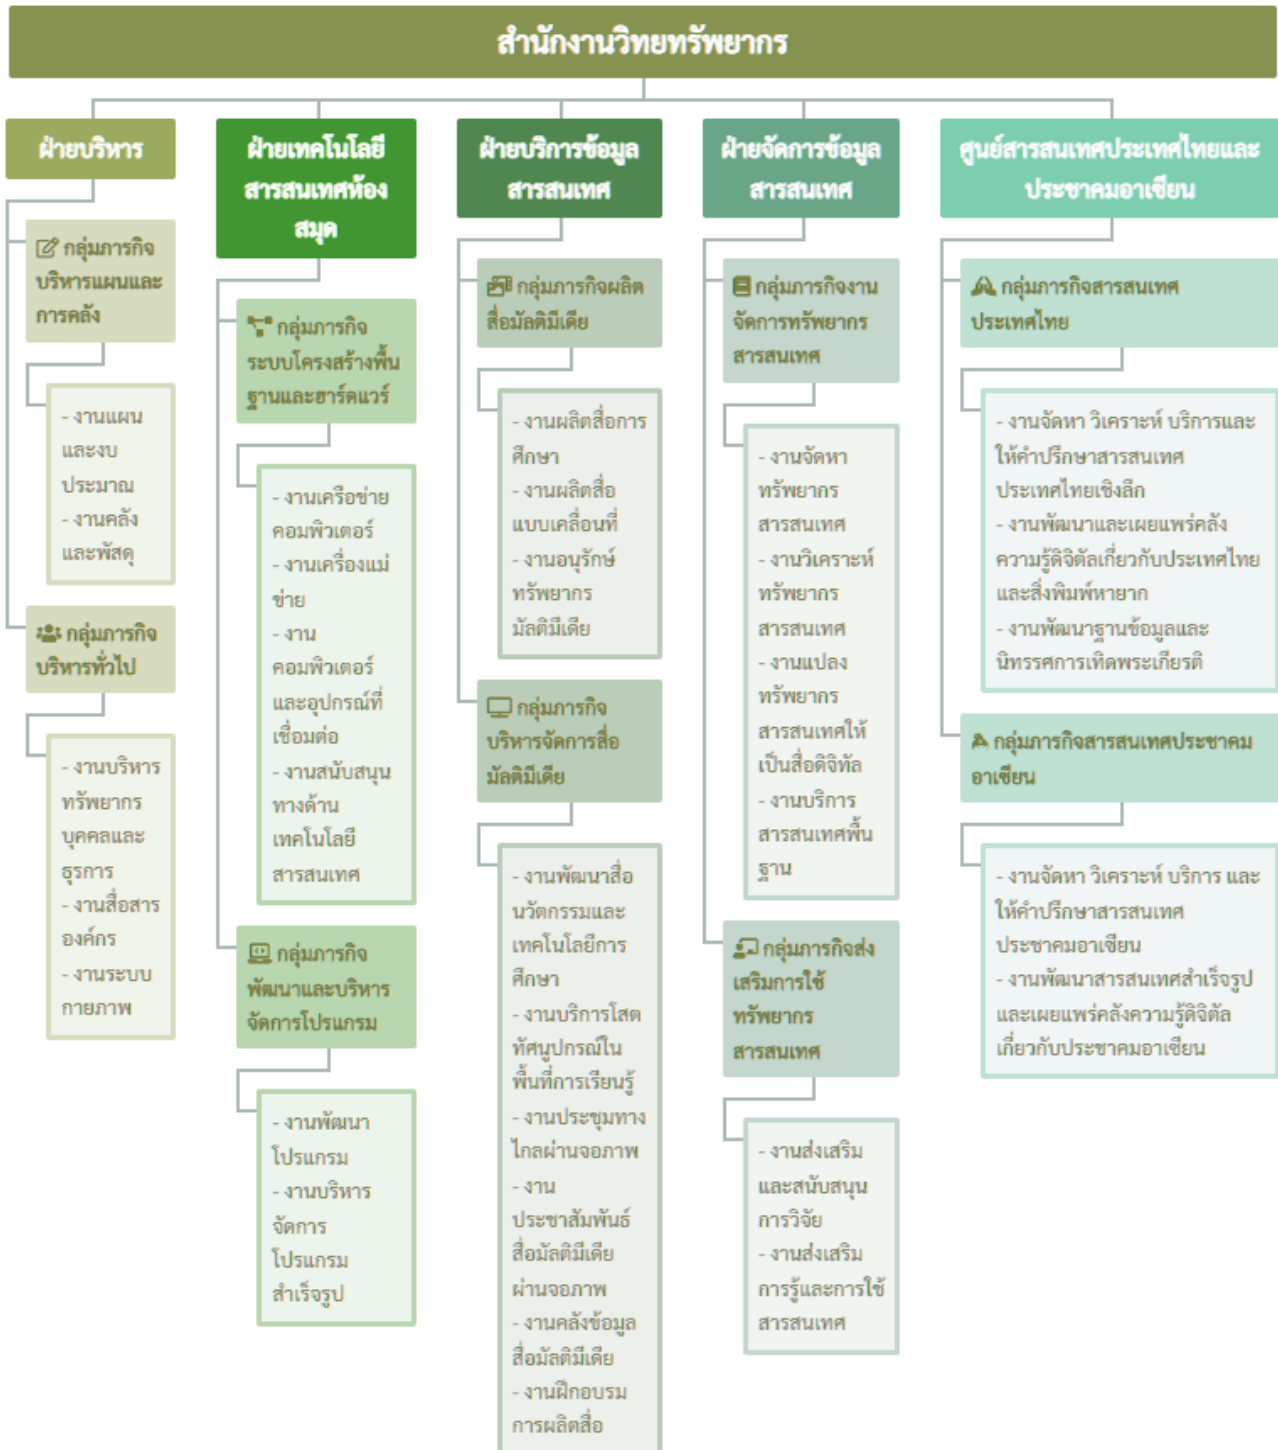 สำนักงานวิทยทรัพยากร
ฝ่ายบริหาร
กลุ่มภารกิจ
บริหารแผนและ
การคลัง
- งานแผน
และงบ
ประมาณ
- งานคลัง
และพัสดุ
กลุ่มภารกิจ
บริหารทั่วไป
- งานบริหาร
ทรัพยากร
บุคคลและ
ธุรการ
- งานสื่อสาร
องค์กร
- งานระบบ
กายภาพ
ฝ่ายเทคโนโลยี
สารสนเทศห้อง
สมุด
กลุ่มภารกิจ
ระบบโครงสร้างพื้น
ฐานและฮาร์ดแวร์
- งานเครือข่าย
คอมพิวเตอร์
- งานเครื่องแม่
ข่าย
- งาน
คอมพิวเตอร์
และอุปกรณ์ที่
เชื่อมต่อ
- งานสนับสนุน
ทางด้าน
เทคโนโลยี
สารสนเทศ
กลุ่มภารกิจ
พัฒนาและบริหาร
จัดการโปรแกรม
- งานพัฒนา
โปรแกรม
- งานบริหาร
จัดการ
โปรแกรม
สำเร็จรูป
ฝ่ายบริการข้อมูล
สารสนเทศ
กลุ่มภารกิจผลิต
สื่อมัลติมีเดีย
- งานผลิตสื่อการ
ศึกษา
- งานผลิตสื่อ
แบบเคลื่อนที่
- งานอนุรักษ์
ทรัพยากร
มัลติมีเดีย
กลุ่มภารกิจ
บริหารจัดการสื่อ
มัลติมีเดีย
- งานพัฒนาสื่อ
นวัตกรรมและ
เทคโนโลยีการ
ศึกษา
- งานบริการโสต
ทัศนูปกรณ์ใน
พื้นที่การเรียนรู้
- งานประชุมทาง
ไกลผ่านจอภาพ
- งาน
ประชาสัมพันธ์
สื่อมัลติมีเดีย
ผ่านจอภาพ
- งานคลังข้อมูล
สื่อมัลติมีเดีย
- งานฝึกอบรม
การผลิตสื่อ
ฝ่ายจัดการข้อมูล
สารสนเทศ
กลุ่มภารกิจงาน
จัดการทรัพยากร
สารสนเทศ
- งานจัดหา
ทรัพยากร
สารสนเทศ
- งานวิเคราะห์
ทรัพยากร
สารสนเทศ
- งานแปลง
ทรัพยากร
สารสนเทศให้
เป็นสื่อดิจิทัล
- งานบริการ
สารสนเทศพื้น
ฐาน
กลุ่มภารกิจส่ง
เสริมการใช้
ทรัพยากร
สารสนเทศ
- งานส่งเสริม
และสนับสนุน
การวิจัย
- งานส่งเสริม
การรู้และการใช้
สารสนเทศ
ศูนย์สารสนเทศประเทศไทยและ
ประชาคมอาเซียน
กลุ่มภารกิจสารสนเทศ
ประเทศไทย
- งานจัดหา วิเคราะห์ บริการและ
ให้คำปรึกษาสารสนเทศ
ประเทศไทยเชิงลึก
- งานพัฒนาและเผยแพร่คลัง
ความรู้ดิจิตัลเกี่ยวกับประเทศไทย
และสิ่งพิมพ์หายาก
- งานพัฒนาฐานข้อมูลและ
นิทรรศการเทิดพระเกียรติ
กลุ่มภารกิจสารสนเทศประชาคม
อาเซียน
- งานจัดหา วิเคราะห์ บริการ และ
ให้คำปรึกษาสารสนเทศ
ประชาคมอาเซียน
- งานพัฒนาสารสนเทศสำเร็จรูป
และเผยแพร่คลังความรู้ดิจิตัล
เกี่ยวกับประชาคมอาเซียน